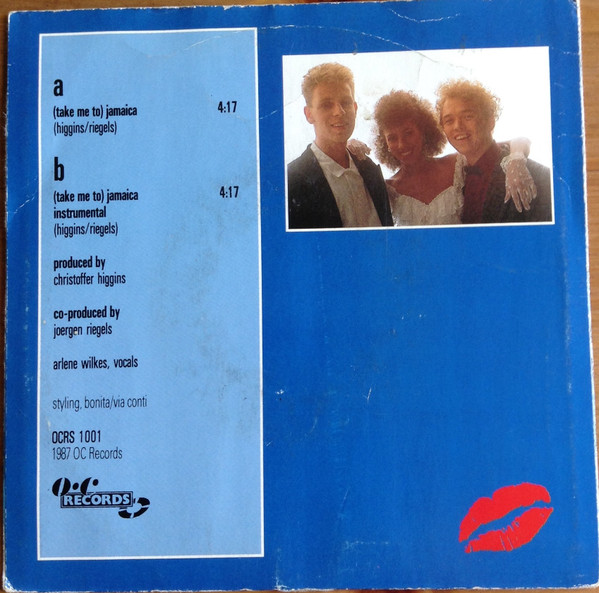 a
(take me to) jamaica 4:17
(higgins/riegels)
b
(take me to) jamaica 4:17
instrumental
(higgins/riegels)
produced by
christoffer higgins
co-produced by
joergen riegels
arlene wilkes, vocals
styling, bonita/via conti
OCRS 1001
1987 OC Records
O·C
RECORDS